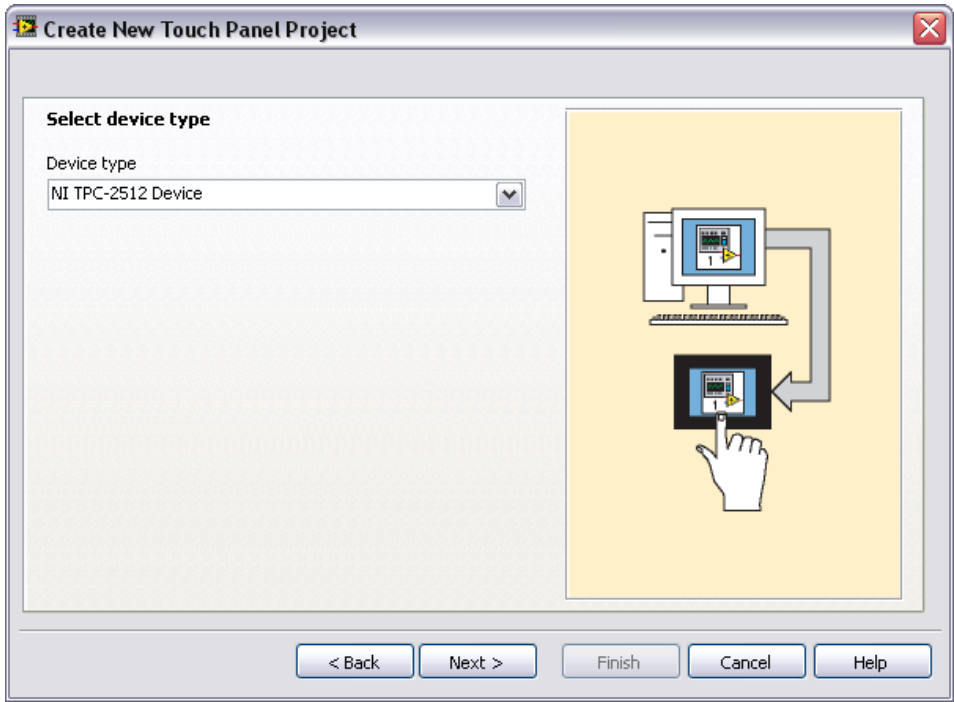 Create New Touch Panel Project
Select device type
Device type
NI TPC-2512 Device
1
1
< Back Next > Finish Cancel Help